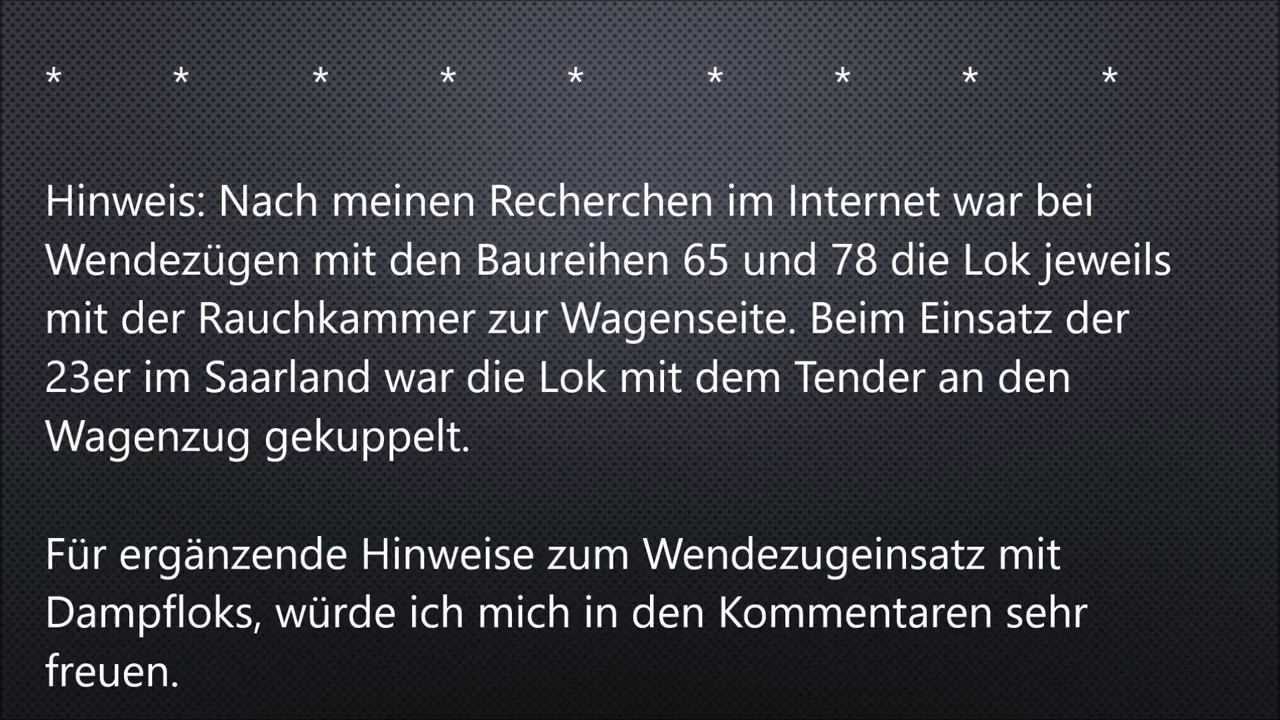 * * * * * * * * *
Hinweis: Nach meinen Recherchen im Internet war bei
Wendezügen mit den Baureihen 65 und 78 die Lok jeweils
mit der Rauchkammer zur Wagenseite. Beim Einsatz der
23er im Saarland war die Lok mit dem Tender an den
Wagenzug gekuppelt.
Für ergänzende Hinweise zum Wendezugeinsatz mit
Dampfloks, würde ich mich in den Kommentaren sehr
freuen.